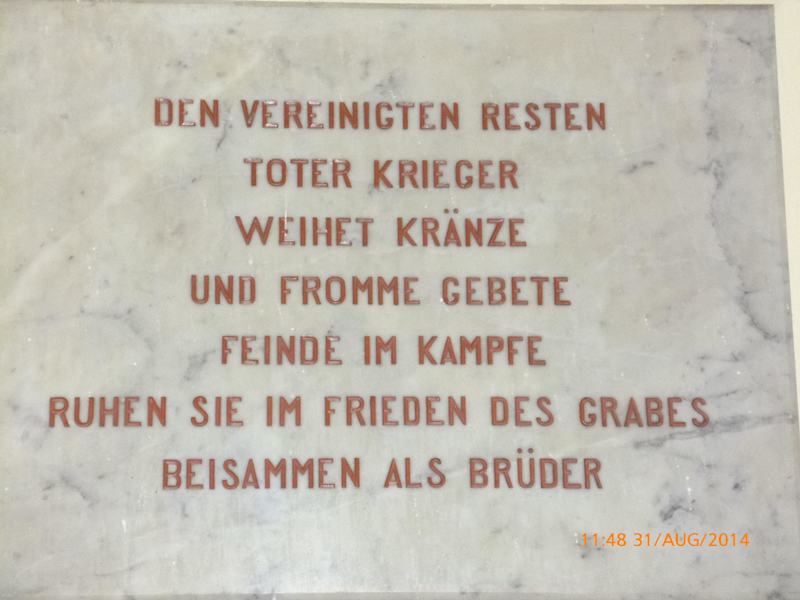 DEN VEREINIGTEN RESTEN
TOTER KRIEGER
WEIHET KRÄNZE
UND FROMME GEBETE
FEINDE IM KAMPFE
RUHEN SIE IM FRIEDEN DES GRABES
BEISAMMEN ALS BRÜDER
11:48 31/AUG/2014